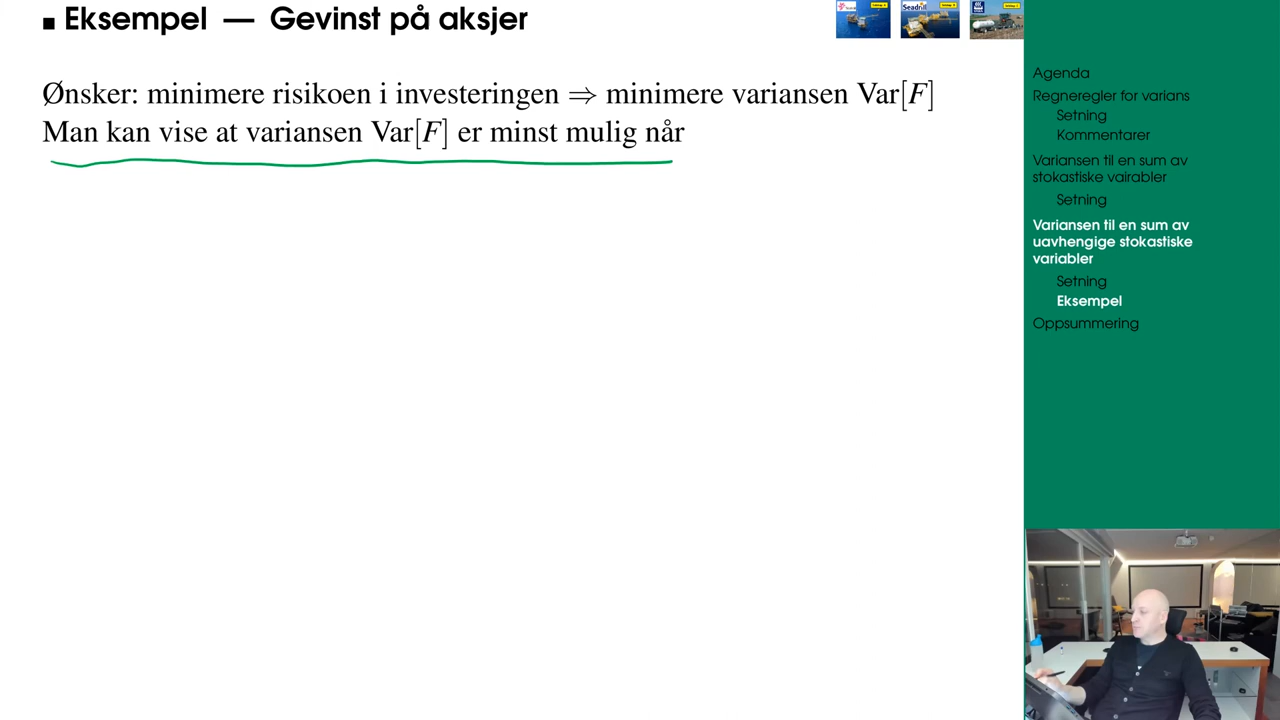 Eksempel — Gevinst på aksjer
Seadrill
Ønsker: minimere risikoen i investeringen ⇒ minimere variansen Var[F]
Man kan vise at variansen Var[F] er minst mulig når
Agenda
Regneregler for varians
Setning
Kommentarer
Variansen til en sum av
stokastiske vairabler
Setning
Variansen til en sum av
uavhengige stokastiske
variabler
Setning
Eksempel
Oppsummering